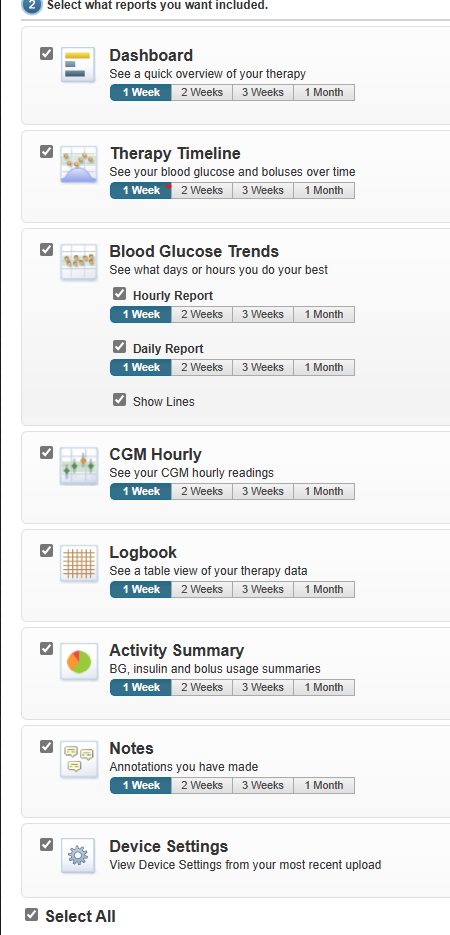 2 Select what reports you want included.
Dashboard
See a quick overview of your therapy
1 Week 2 Weeks 3 Weeks 1 Month
Therapy Timeline
See your blood glucose and boluses over time
1 Week 2 Weeks 3 Weeks 1 Month
Blood Glucose Trends
See what days or hours you do your best
Hourly Report
1 Week 2 Weeks 3 Weeks 1 Month
Daily Report
1 Week 2 Weeks 3 Weeks 1 Month
Show Lines
CGM Hourly
See your CGM hourly readings
1 Week 2 Weeks 3 Weeks 1 Month
Logbook
See a table view of your therapy data
1 Week 2 Weeks 3 Weeks 1 Month
Activity Summary
BG, insulin and bolus usage summaries
1 Week 2 Weeks 3 Weeks 1 Month
Notes
Annotations you have made
1 Week 2 Weeks 3 Weeks 1 Month
Device Settings
View Device Settings from your most recent upload
Select All